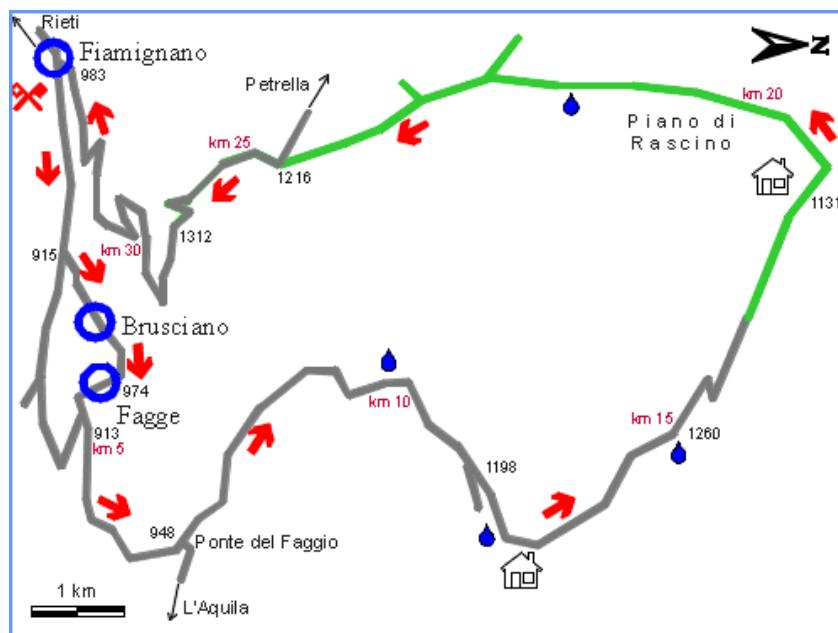 Rieti
Fiamignano
983
N
Petrella
km 20
Piano di
Rascino
km 25
1216
1131
1312
km 30
915
Brusciano
974
Fagge
km 10
913
km 5
km 15
1260
1198
948
Ponte del Faggio
1 km
L'Aquila